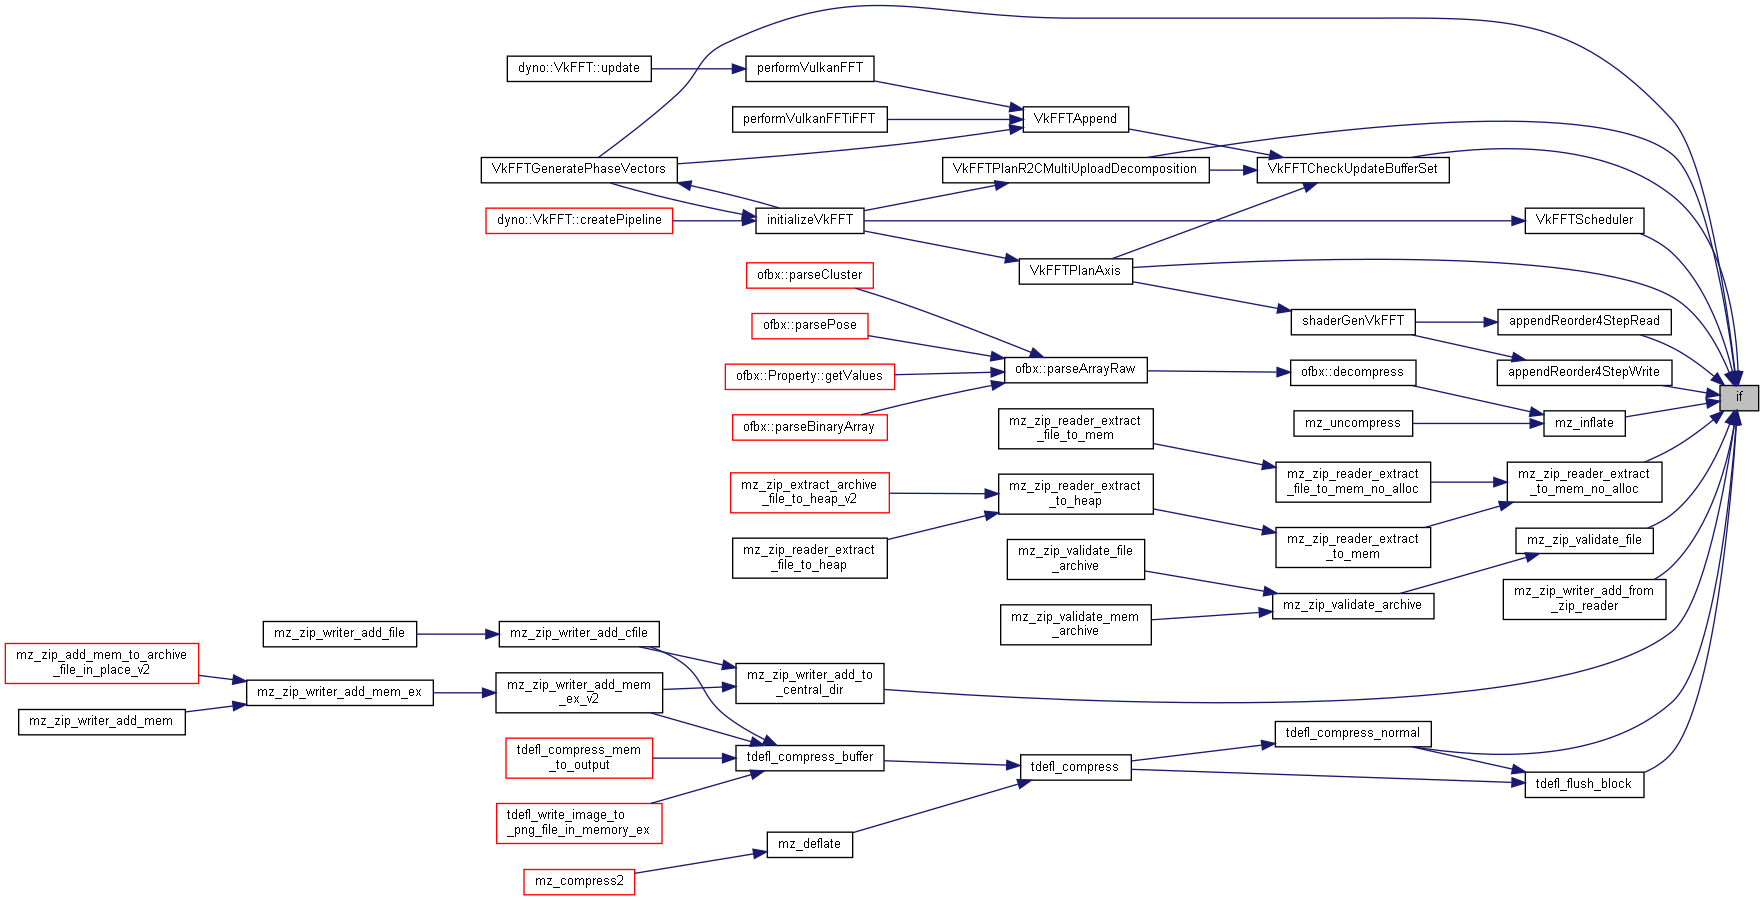 dyno::VkFFT::update
performVulkanFFT
performVulkanFFTiFFT
VkFFTAppend
VkFFTGeneratePhaseVectors
VkFFTPlanR2CMultiUploadDecomposition
VkFFTCheckUpdateBufferSet
dyno::VkFFT::createPipeline
initializeVkFFT
VkFFTScheduler
ofbx::parseCluster
VkFFTPlanAxis
ofbx::parsePose
shaderGenVkFFT
appendReorder4StepRead
ofbx::Property::getValues
ofbx::parseArrayRaw
ofbx::decompress
appendReorder4StepWrite
if
ofbx::parseBinaryArray
mz_zip_reader_extract
_file_to_mem
mz_uncompress
mz_inflate
mz_zip_extract_archive
_file_to_heap_v2
mz_zip_reader_extract
_to_heap
mz_zip_reader_extract
_file_to_mem_no_alloc
mz_zip_reader_extract
_to_mem_no_alloc
mz_zip_reader_extract
_file_to_heap
mz_zip_validate_file
_archive
mz_zip_reader_extract
_to_mem
mz_zip_validate_file
mz_zip_validate_mem
_archive
mz_zip_validate_archive
mz_zip_writer_add_from
_zip_reader
mz_zip_writer_add_file
mz_zip_writer_add_cfile
mz_zip_add_mem_to_archive
_file_in_place_v2
mz_zip_writer_add_mem_ex
mz_zip_writer_add_mem
_ex_v2
mz_zip_writer_add_to
_central_dir
mz_zip_writer_add_mem
tdefl_compress_mem
_to_output
tdefl_compress_buffer
tdefl_compress
tdefl_compress_normal
tdefl_flush_block
tdefl_write_image_to
_png_file_in_memory_ex
mz_deflate
mz_compress2